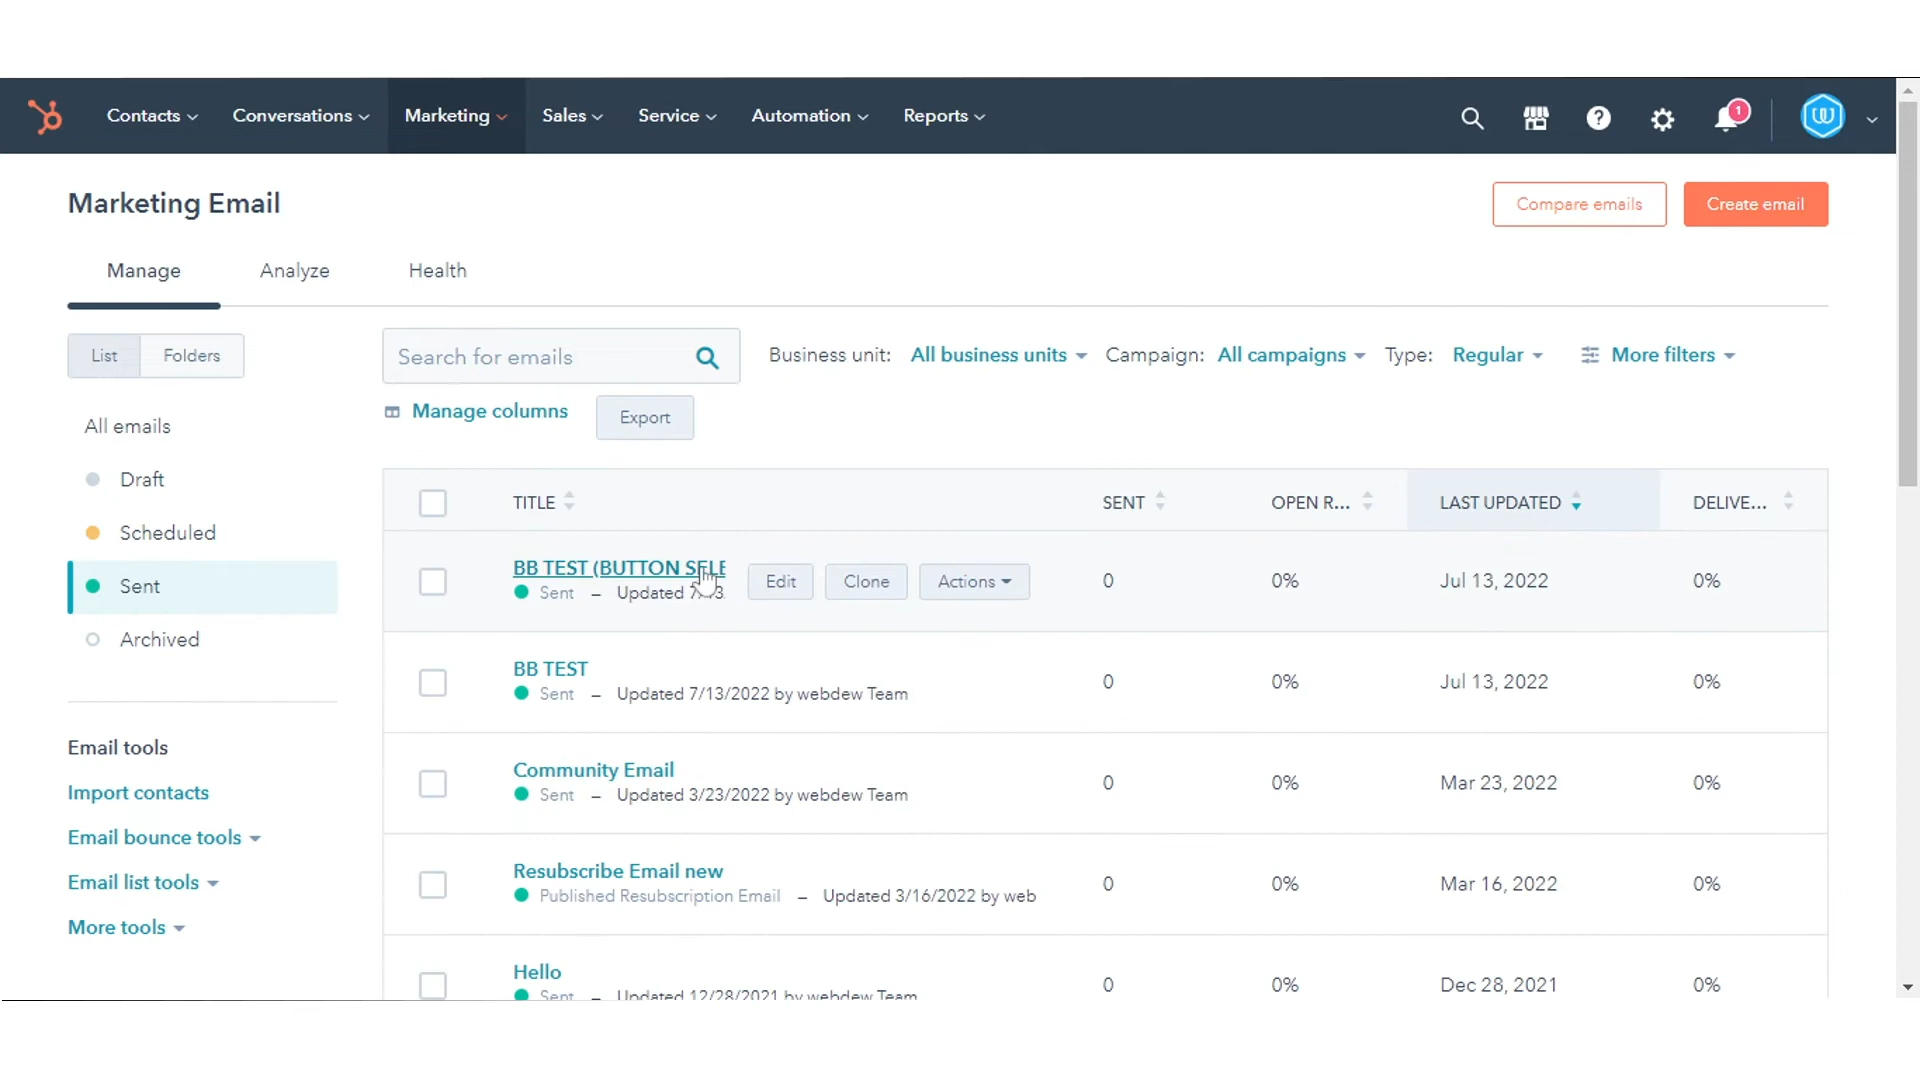 Contacts Conversations Marketing Sales Service Automation Reports 1
Marketing Email
Compare emails Create email
Manage Analyze Health
List Folders
Search for emails
Business unit: All business units Campaign: All campaigns Type: Regular More filters
Manage columns Export
All emails
Draft
Scheduled
Sent
Archived
Email tools
Import contacts
Email bounce tools
Email list tools
More tools
TITLE SENT OPEN R... LAST UPDATED DELIVE...
BB TEST (BUTTON SELE
Sent – Updated
Edit Clone Actions 0 0% Jul 13, 2022 0%
BB TEST
Sent – Updated 7/13/2022 by webdew Team
0 0% Jul 13, 2022 0%
Community Email
Sent – Updated 3/23/2022 by webdew Team
0 0% Mar 23, 2022 0%
Resubscribe Email new
Published Resubscription Email – Updated 3/16/2022 by web
0 0% Mar 16, 2022 0%
Hello
Sent – Updated 12/28/2021 by webdew Team
0 0% Dec 28, 2021 0%